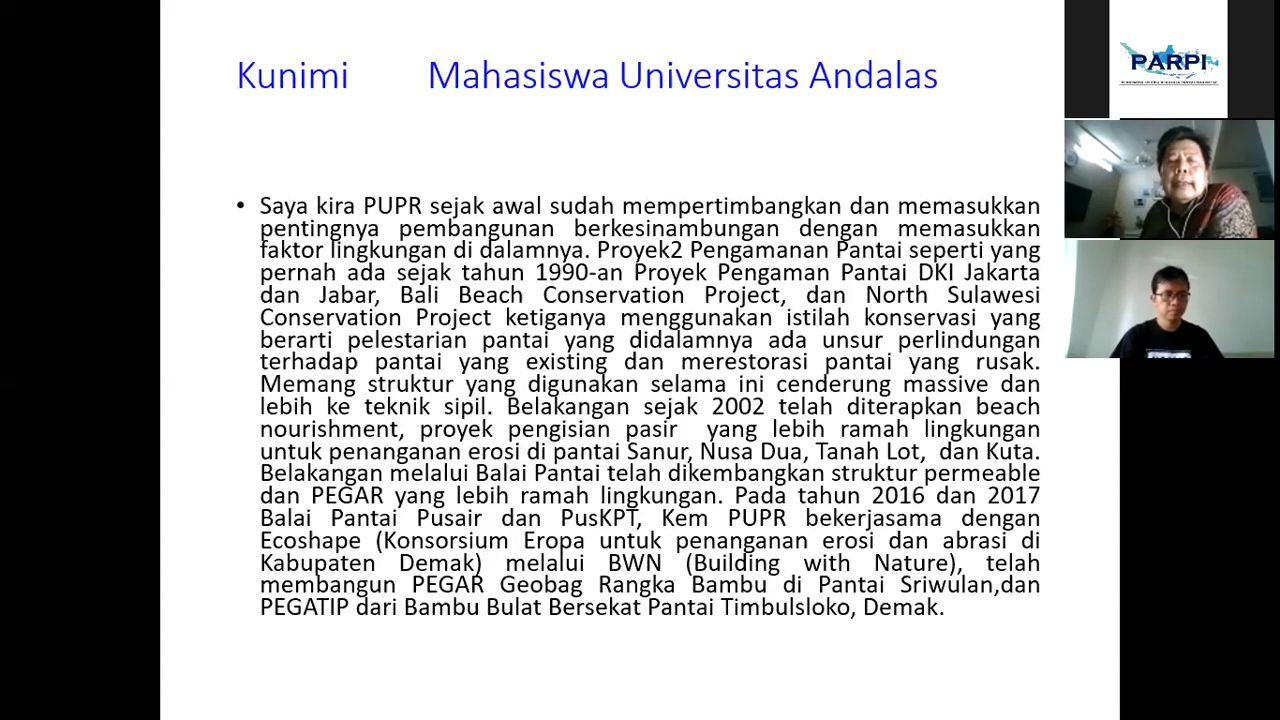 Kunimi Mahasiswa Universitas Andalas
• Saya kira PUPR sejak awal sudah mempertimbangkan dan memasukkan
pentingnya pembangunan berkesinambungan dengan memasukkan
faktor lingkungan di dalamnya. Proyek2 Pengamanan Pantai seperti yang
pernah ada sejak tahun 1990-an Proyek Pengaman Pantai DKI Jakarta
dan Jabar, Bali Beach Conservation Project, dan North Sulawesi
Conservation Project ketiganya menggunakan istilah konservasi yang
berarti pelestarian pantai yang didalamnya ada unsur perlindungan
terhadap pantai yang existing dan merestorasi pantai yang rusak.
Memang struktur yang digunakan selama ini cenderung massive dan
lebih ke teknik sipil. Belakangan sejak 2002 telah diterapkan beach
nourishment, proyek pengisian pasir yang lebih ramah lingkungan
untuk penanganan erosi di pantai Sanur, Nusa Dua, Tanah Lot, dan Kuta.
Belakangan melalui Balai Pantai telah dikembangkan struktur permeable
dan PEGAR yang lebih ramah lingkungan. Pada tahun 2016 dan 2017
Balai Pantai Pusair dan PusKPT, Kem PUPR bekerjasama dengan
Ecoshape (Konsorsium Eropa untuk penanganan erosi dan abrasi di
Kabupaten Demak) melalui BWN (Building with Nature), telah
membangun PEGAR Geobag Rangka Bambu di Pantai Sriwulan,dan
PEGATIP dari Bambu Bulat Bersekat Pantai Timbulsloko, Demak.
PARPI